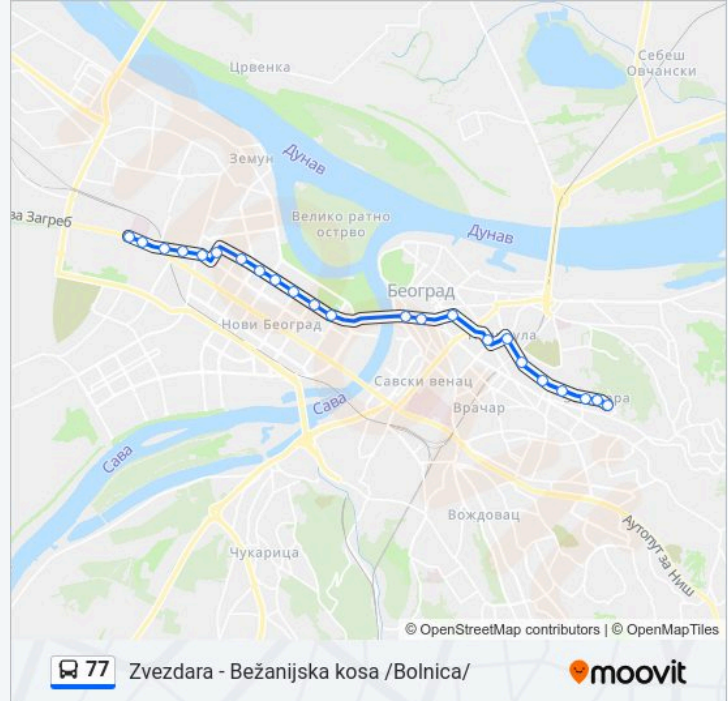 Црвенка
Себеш
Овчански
Земун
Дунав
Велико ратно
острво
ва Загреб
Дунав
Београд
Нови Београд
Савски венац
Сава
Врачар
Сава
Вождовац
Чукарица
Аутопут за Ниш
© OpenStreetMap contributors | © OpenMapTiles
77 Zvezdara - Bežanijska kosa /Bolnica/
moovit